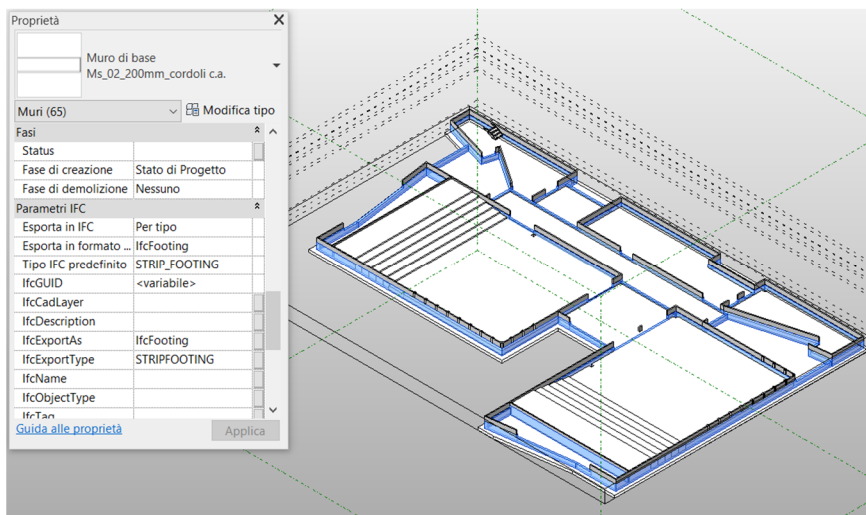 Proprietà
Muro di base
Ms_02_200mm_cordoli c.a.
Muri (65) Modifica tipo
Fasi
Status
Fase di creazione Stato di Progetto
Fase di demolizione Nessuno
Parametri IFC
Esporta in IFC Per tipo
Esporta in formato ... IfcFooting
Tipo IFC predefinito STRIP_FOOTING
IfcGUID <variabile>
IfcCadLayer
IfcDescription
IfcExportAs IfcFooting
IfcExportType STRIPFOOTING
IfcName
IfcObjectType
IfcTag
Guida alle proprietà Applica